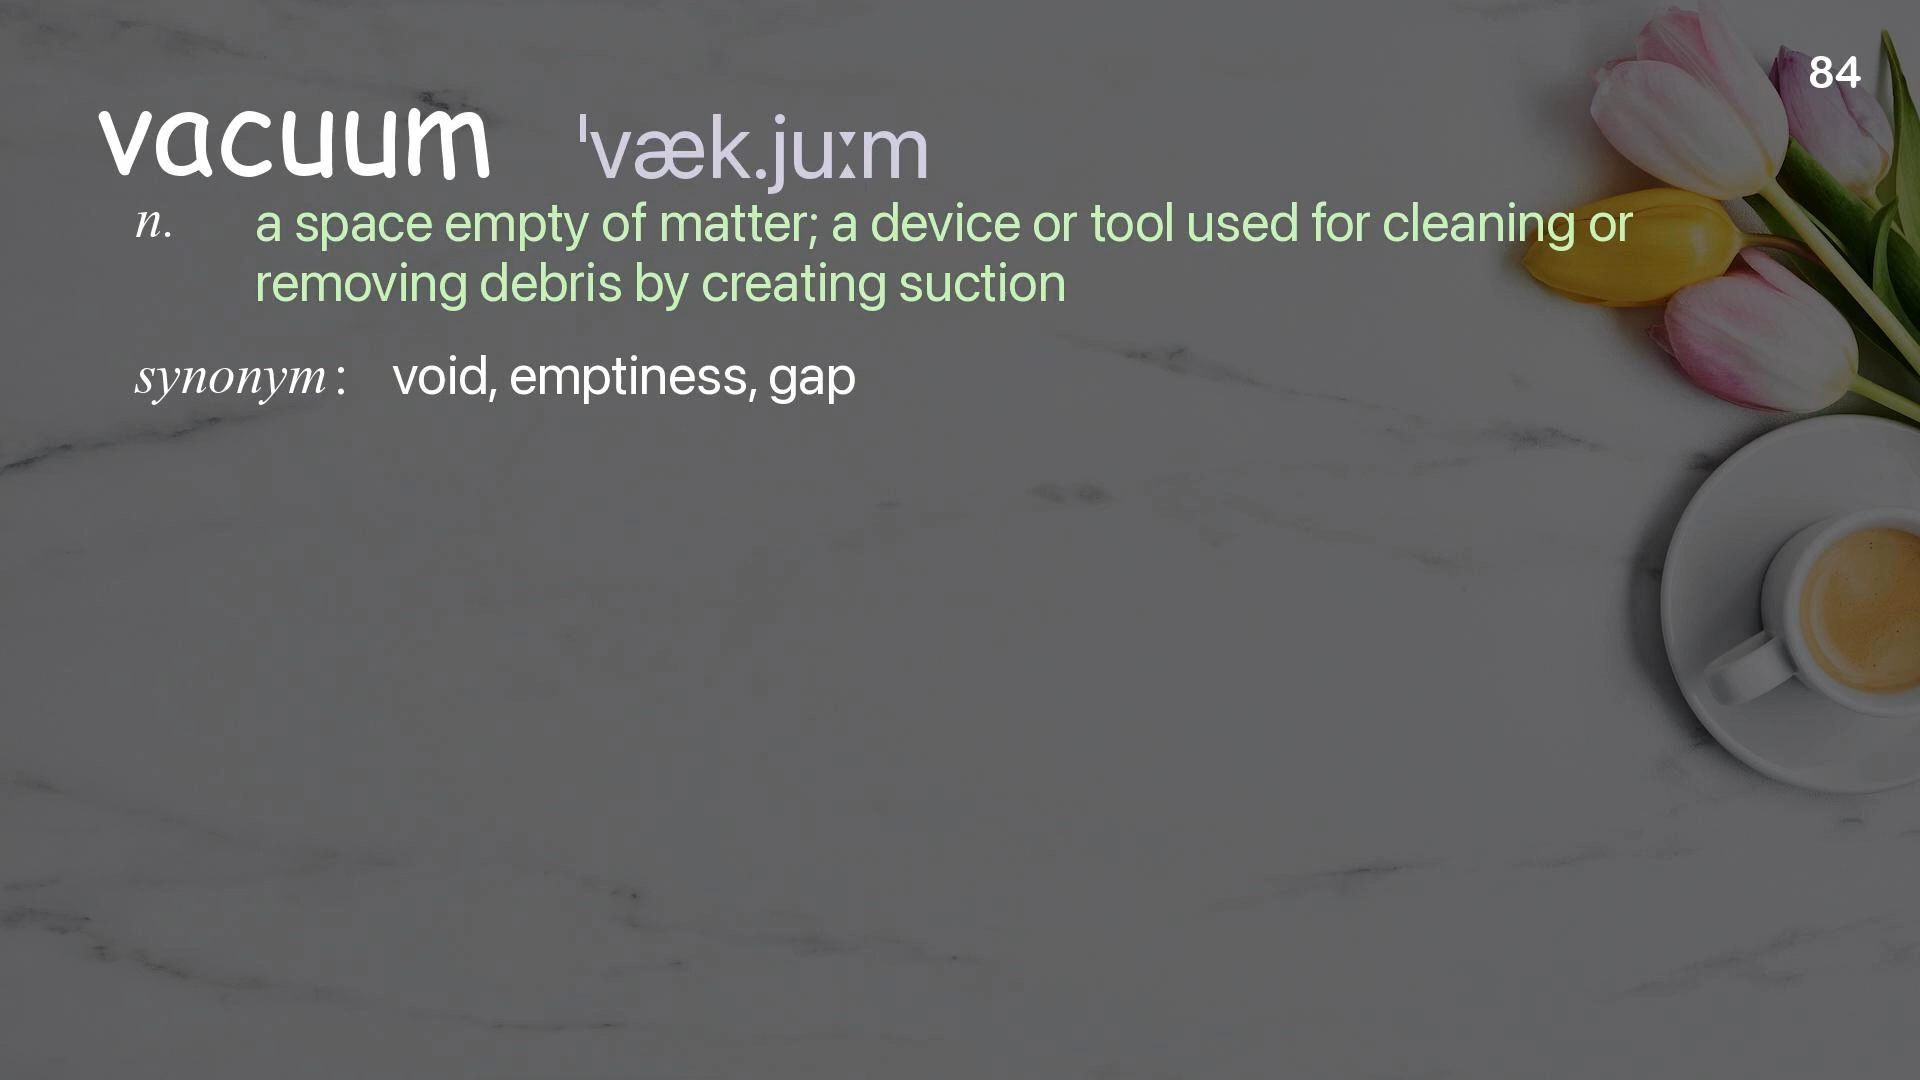 84
vacuum ˈvæk.juːm
n. a space empty of matter; a device or tool used for cleaning or
removing debris by creating suction
synonym: void, emptiness, gap